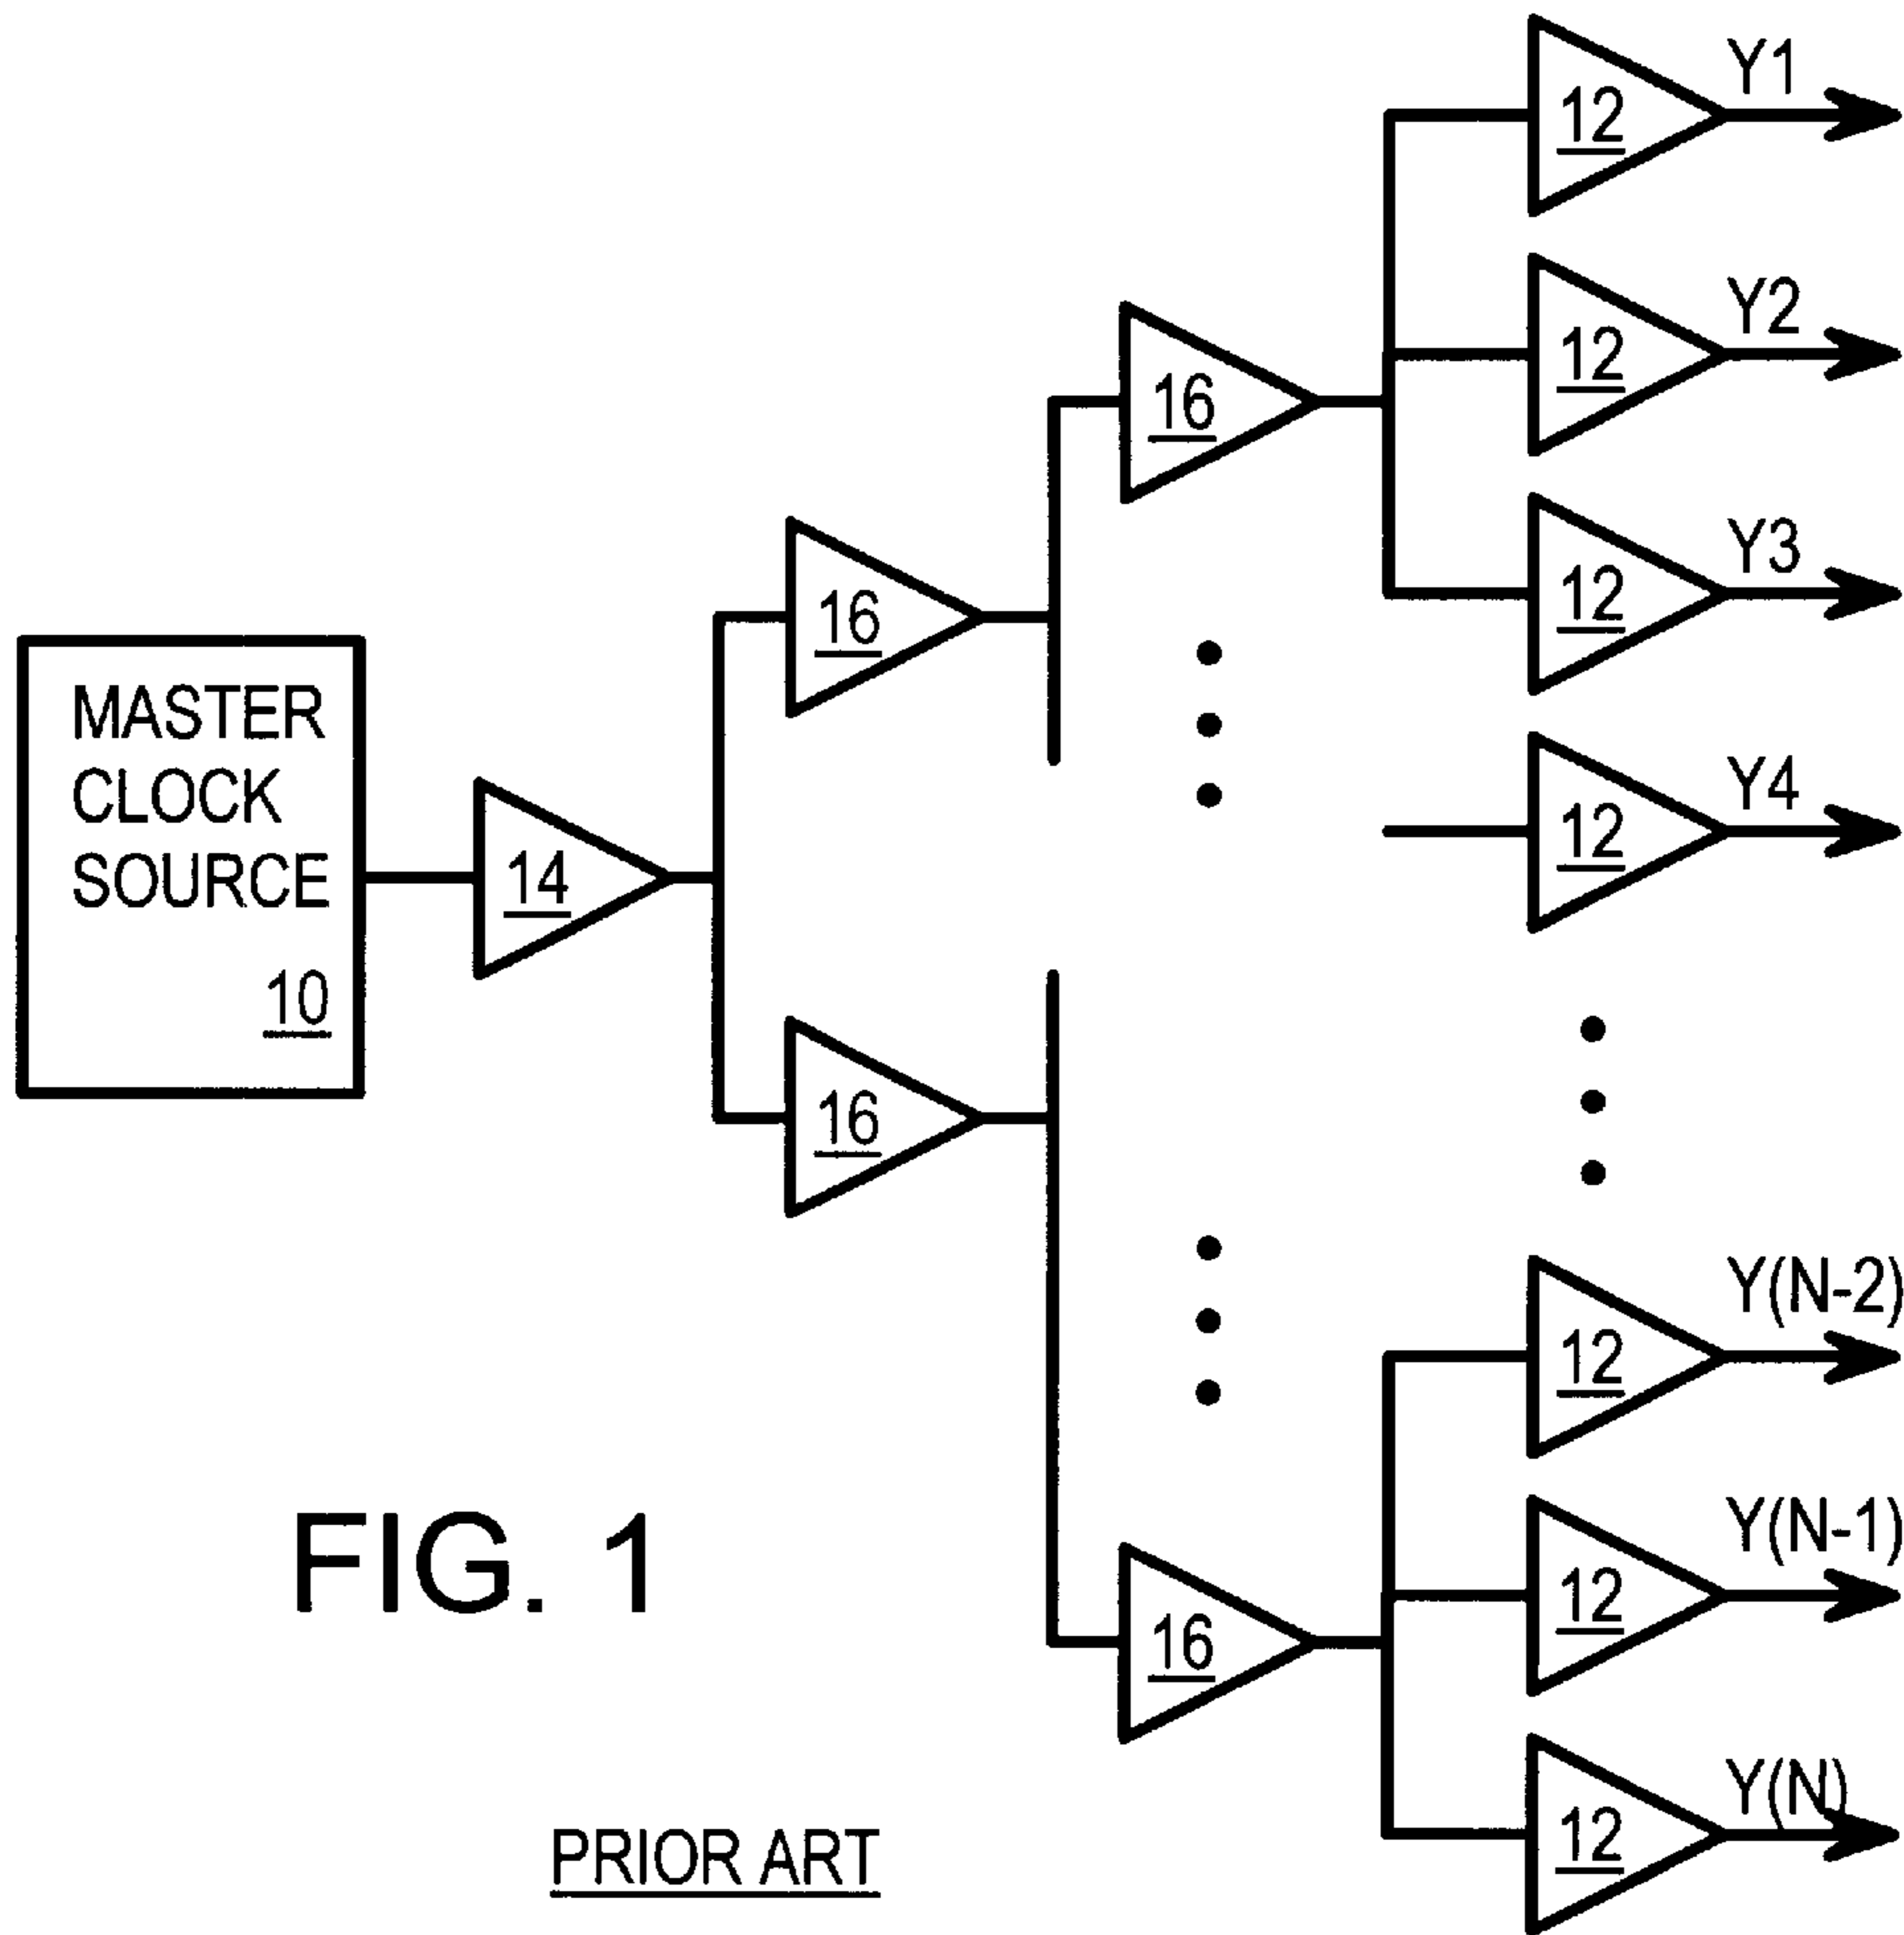 MASTER
CLOCK
SOURCE
10
14
16
16
16
16
12
Y1
12
Y2
12
Y3
12
Y4
12
Y(N-2)
12
Y(N-1)
12
Y(N)
FIG. 1
PRIOR ART